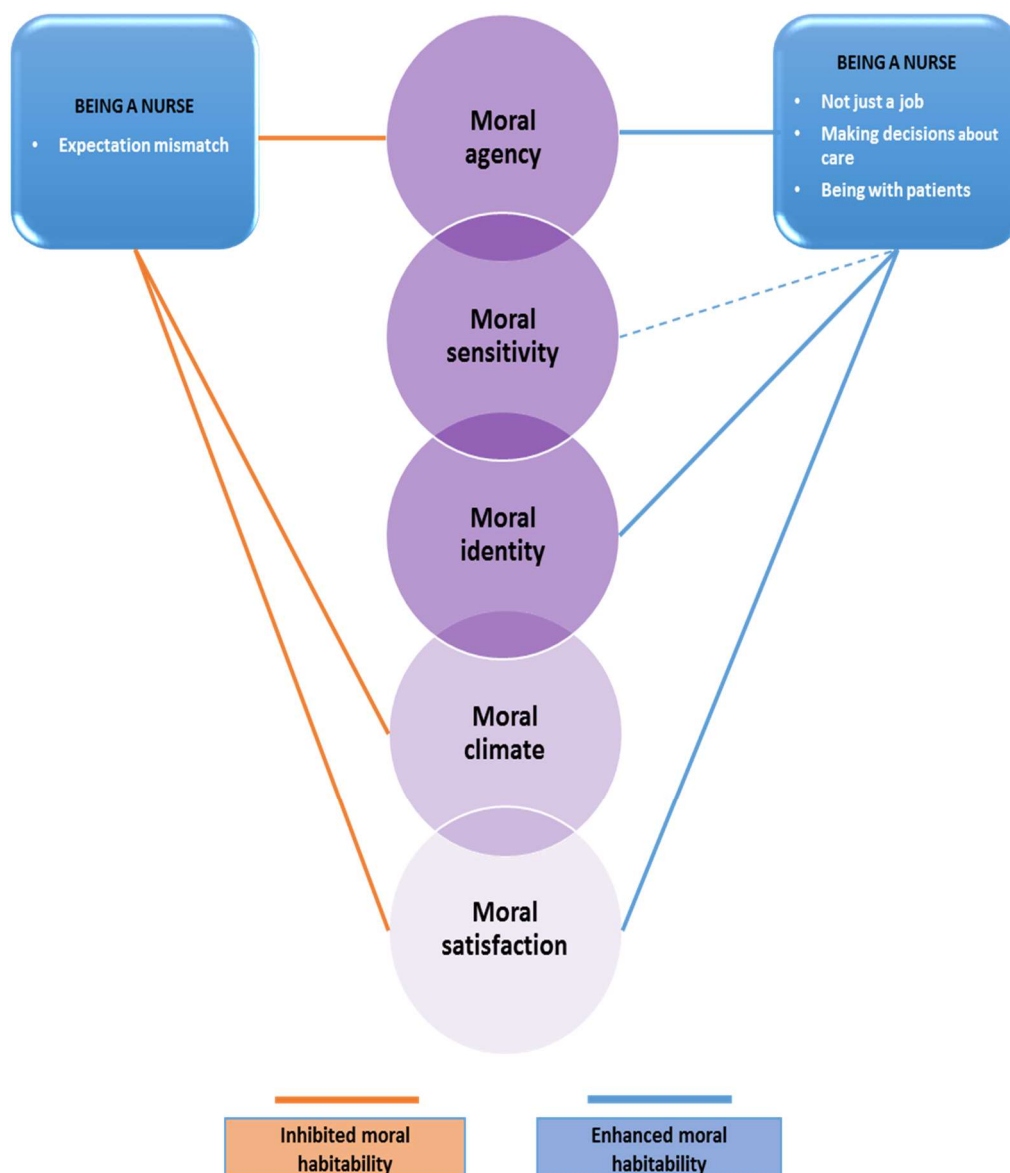 BEING A NURSE
• Expectation mismatch
Moral
agency
BEING A NURSE
• Not just a job
• Making decisions about
care
• Being with patients
Moral
sensitivity
Moral
identity
Moral
climate
Moral
satisfaction
Inhibited moral
habitability
Enhanced moral
habitability